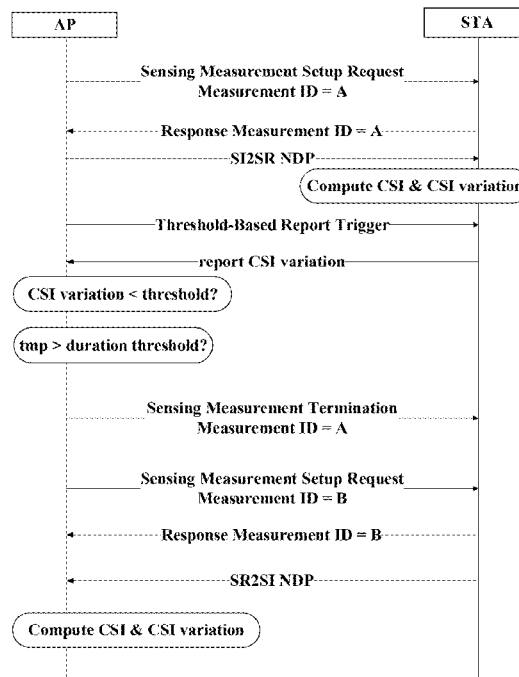 AP
STA
Sensing Measurement Setup Request
Measurement ID = A
Response Measurement ID = A
SI2SR NDP
Compute CSI & CSI variation
Threshold-Based Report Trigger
report CSI variation
CSI variation < threshold?
tmp > duration threshold?
Sensing Measurement Termination
Measurement ID = A
Sensing Measurement Setup Request
Measurement ID = B
Response Measurement ID = B
SR2SI NDP
Compute CSI & CSI variation